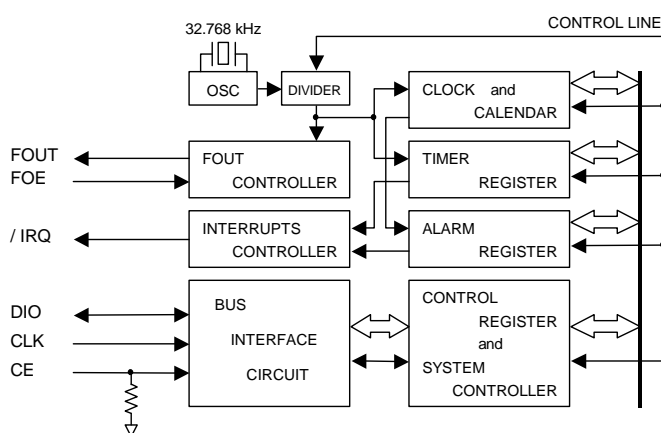 CONTROL LINE
32.768 kHz
OSC
DIVIDER
CLOCK and
CALENDAR
FOUT
FOE
FOUT
CONTROLLER
TIMER
REGISTER
/ IRQ
INTERRUPTS
CONTROLLER
ALARM
REGISTER
DIO
CLK
CE
BUS
INTERFACE
CIRCUIT
CONTROL
REGISTER
and
SYSTEM
CONTROLLER